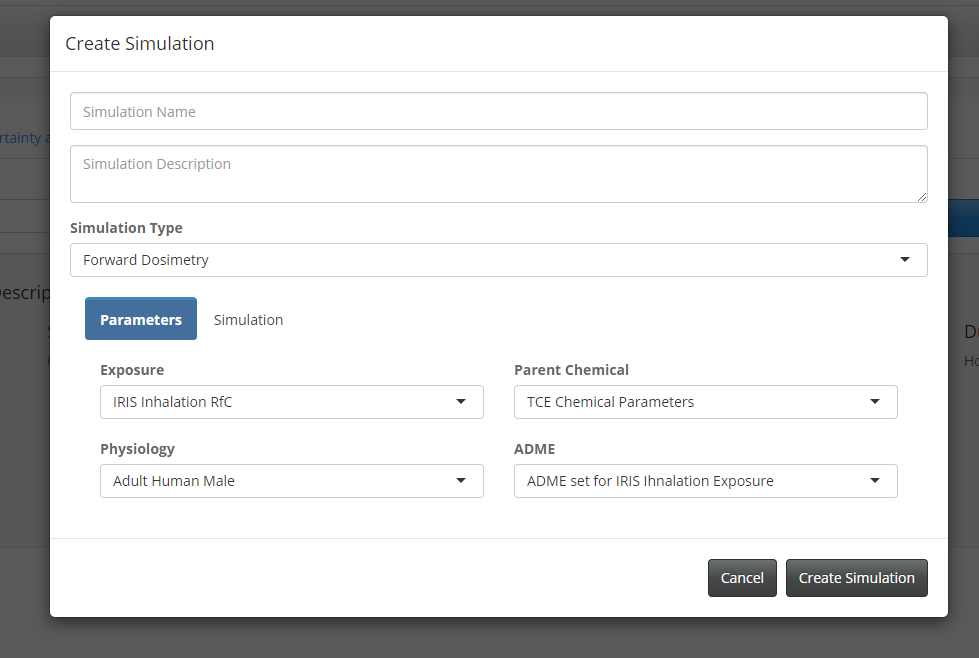 Create Simulation
Simulation Name
rtainty a
Simulation Description
Simulation Type
Forward Dosimetry
Descrip
Parameters Simulation
Exposure Parent Chemical
IRIS Inhalation RfC TCE Chemical Parameters
Ho
Physiology ADME
Adult Human Male ADME set for IRIS Ihnalation Exposure
Cancel Create Simulation